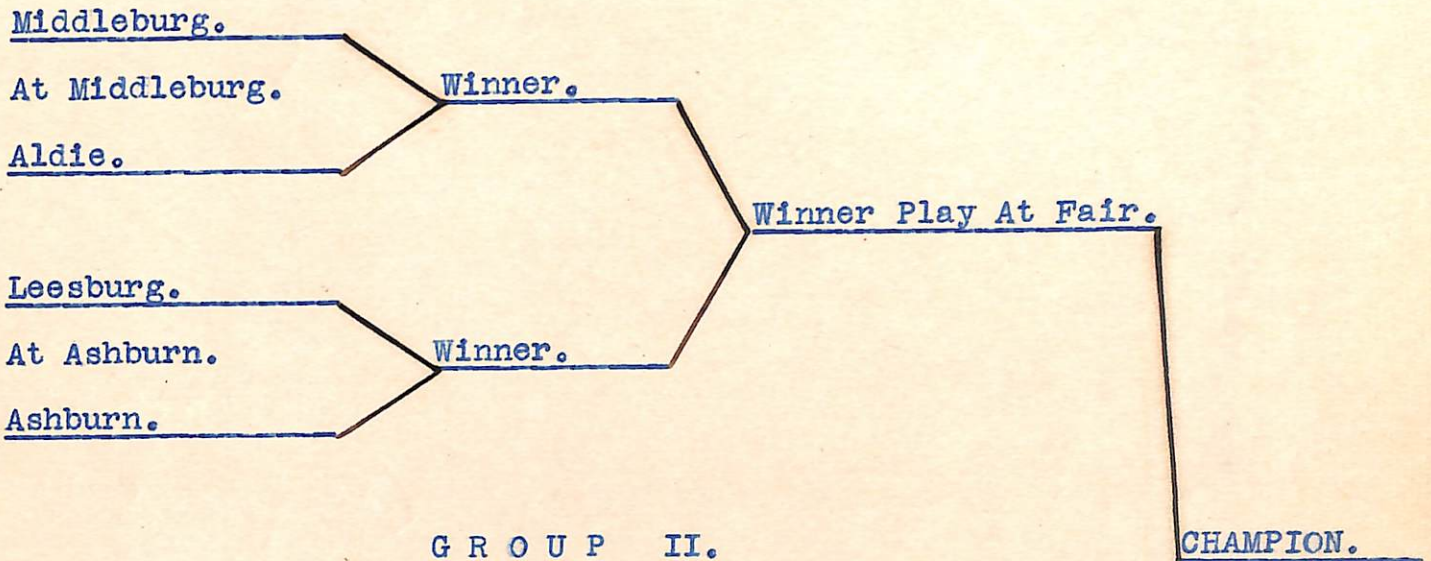 Middleburg.
At Middleburg.
Winner.
Aldie.
Winner Play At Fair.
Leesburg.
At Ashburn.
Winner.
Ashburn.
G R O U P II.
CHAMPION.